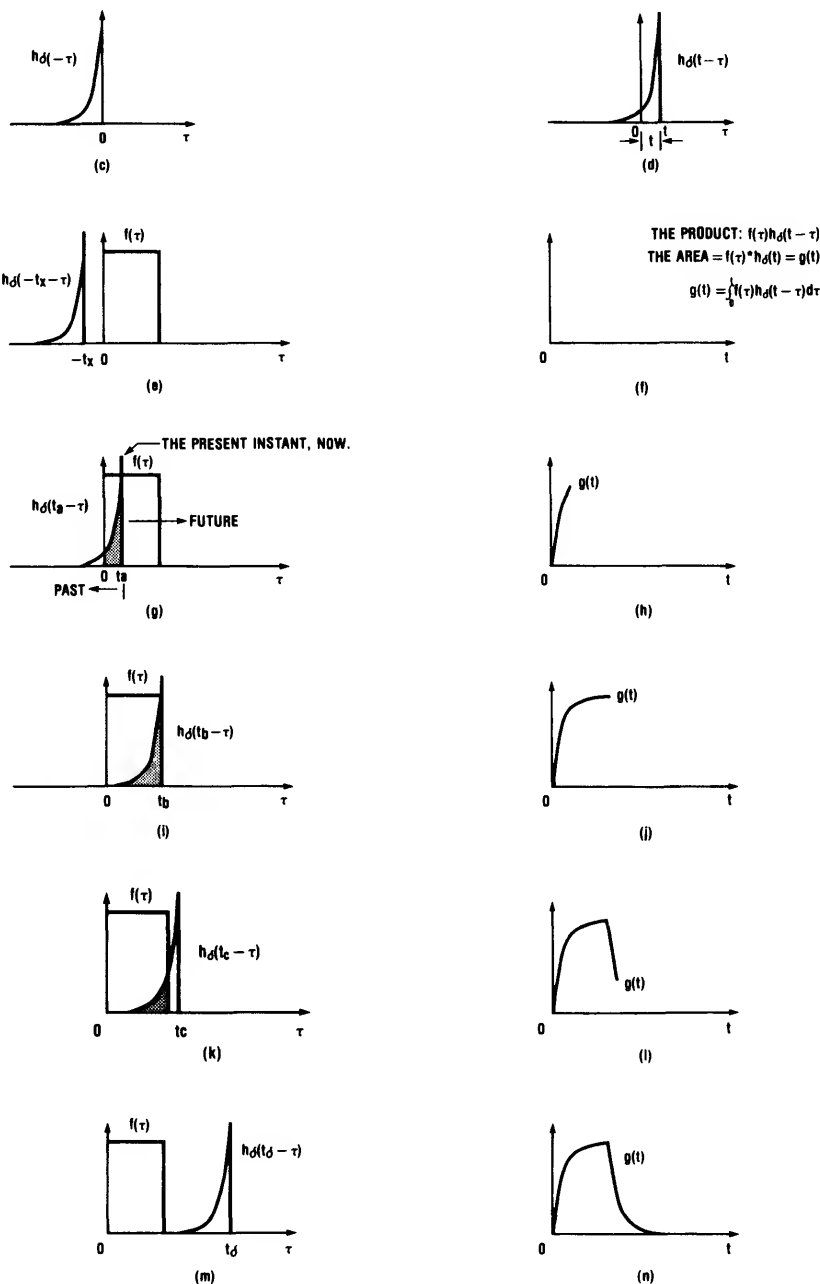 hδ(−τ)
0 τ
(c)
hδ(t−τ)
0 t τ
t
(d)
hδ(−tx−τ)
f(τ)
−tx 0 τ
(e)
THE PRODUCT: f(τ)hδ(t − τ)
THE AREA = f(τ)*hδ(t) = g(t)
g(t) = ∫f(τ)hδ(t − τ)dτ
0 t
(f)
THE PRESENT INSTANT, NOW.
f(τ)
hδ(ta−τ)
FUTURE
0 ta τ
PAST
(g)
g(t)
0 t
(h)
f(τ)
hδ(tb−τ)
0 tb τ
(i)
g(t)
0 t
(j)
f(τ)
hδ(tc − τ)
0 tc τ
(k)
g(t)
0 t
(l)
f(τ)
hδ(tδ − τ)
0 tδ τ
(m)
g(t)
0 t
(n)